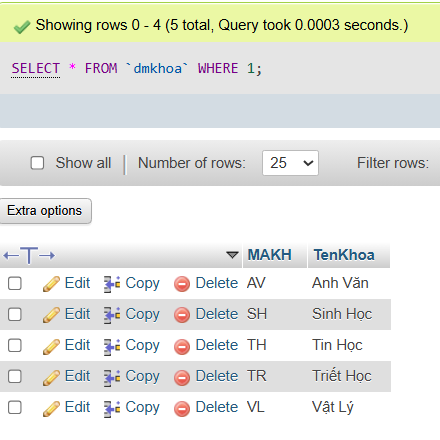 Showing rows 0 - 4 (5 total, Query took 0.0003 seconds.)
SELECT * FROM `dmkhoa` WHERE 1;
Show all | Number of rows: 25 Filter rows:
Extra options
←T→ MAKH TenKhoa
Edit Copy Delete AV Anh Văn
Edit Copy Delete SH Sinh Học
Edit Copy Delete TH Tin Học
Edit Copy Delete TR Triết Học
Edit Copy Delete VL Vật Lý